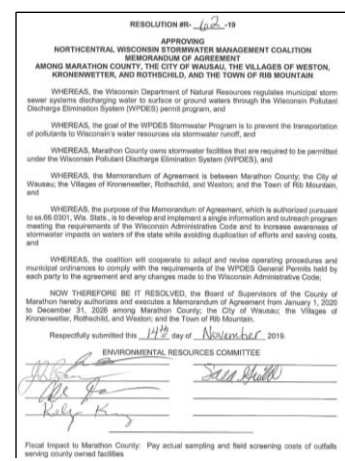 RESOLUTION #R- 62 -19
APPROVING
NORTHCENTRAL WISCONSIN STORMWATER MANAGEMENT COALITION
MEMORANDUM OF AGREEMENT
AMONG MARATHON COUNTY, THE CITY OF WAUSAU, THE VILLAGES OF WESTON,
KRONENWETTER, AND ROTHSCHILD, AND THE TOWN OF RIB MOUNTAIN
WHEREAS, the Wisconsin Department of Natural Resources regulates municipal storm
sewer systems discharging water to surface or ground waters through the Wisconsin Pollutant
Discharge Elimination System (WPDES) permit program, and
WHEREAS, the goal of the WPDES Stormwater Program is to prevent the transportation
of pollutants to Wisconsin's water resources via stormwater runoff, and
WHEREAS, Marathon County owns stormwater facilities that are required to be permitted
under the Wisconsin Pollutant Discharge Elimination System (WPDES), and
WHEREAS, the Memorandum of Agreement is between Marathon County; the City of
Wausau; the Villages of Kronenwetter, Rothschild, and Weston; and the Town of Rib Mountain,
and
WHEREAS, the purpose of the Memorandum of Agreement, which is authorized pursuant
to ss.66.0301, Wis. Stats., is to develop and implement a single information and outreach program
meeting the requirements of the Wisconsin Administrative Code and to increase awareness of
stormwater impacts on waters of the state while avoiding duplication of efforts and saving costs,
and
WHEREAS, the coalition will cooperate to adapt and revise operating procedures and
municipal ordinances to comply with the requirements of the WPDES General Permits held by
each party to the agreement and any changes made to the Wisconsin Administrative Code;
NOW THEREFORE BE IT RESOLVED, the Board of Supervisors of the County of
Marathon hereby authorizes and executes a Memorandum of Agreement from January 1, 2020
to December 31, 2026 among Marathon County; the City of Wausau; the Villages of
Kronenwetter, Rothschild, and Weston; and the Town of Rib Mountain.
Respectfully submitted this 14th day of November 2019.
ENVIRONMENTAL RESOURCES COMMITTEE
Sara Guild
Fiscal Impact to Marathon County: Pay actual sampling and field screening costs of outfalls
serving county owned facilities